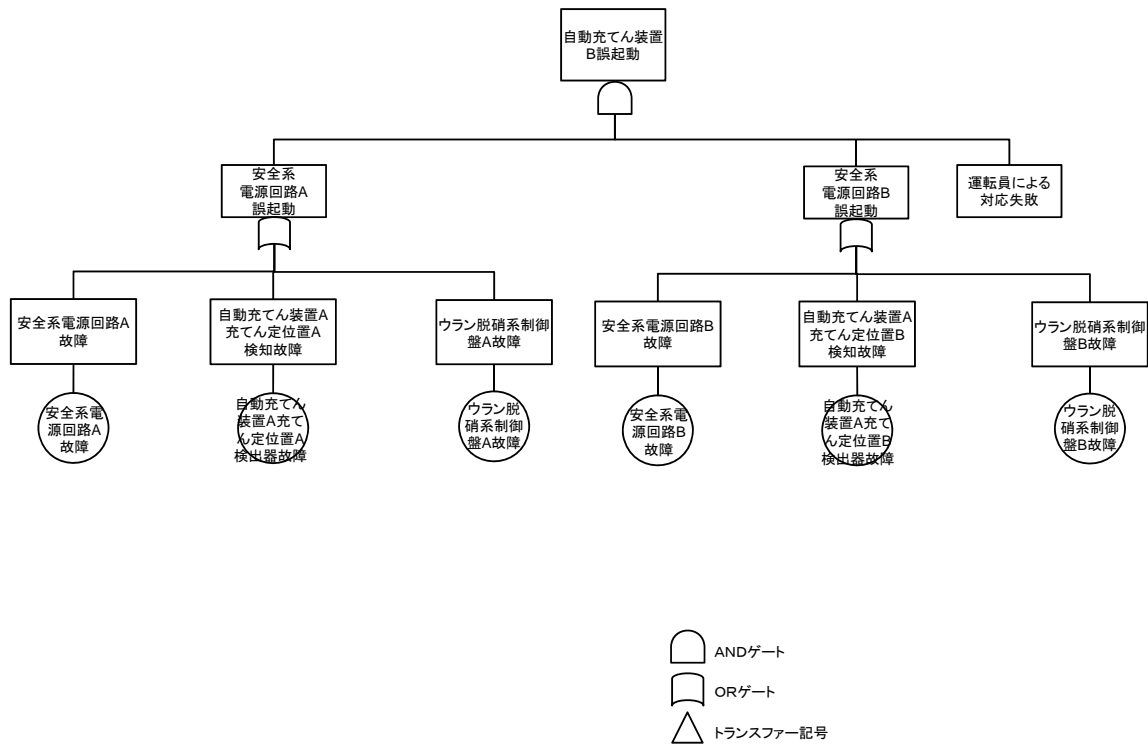 自動充てん装置
B誤起動
安全系
電源回路A
誤起動
安全系
電源回路B
誤起動
運転員による
対応失敗
安全系電源回路A
故障
自動充てん装置A
充てん定位置A
検知故障
ウラン脱硝系制御
盤A故障
安全系電源回路B
故障
自動充てん装置A
充てん定位置B
検知故障
ウラン脱硝系制御
盤B故障
安全系電
源回路A
故障
自動充てん
装置A充て
ん定位置A
検出器故障
ウラン脱
硝系制御
盤A故障
安全系電
源回路B
故障
自動充てん
装置A充て
ん定位置B
検出器故障
ウラン脱
硝系制御
盤B故障
ANDゲート
ORゲート
トランスファー記号